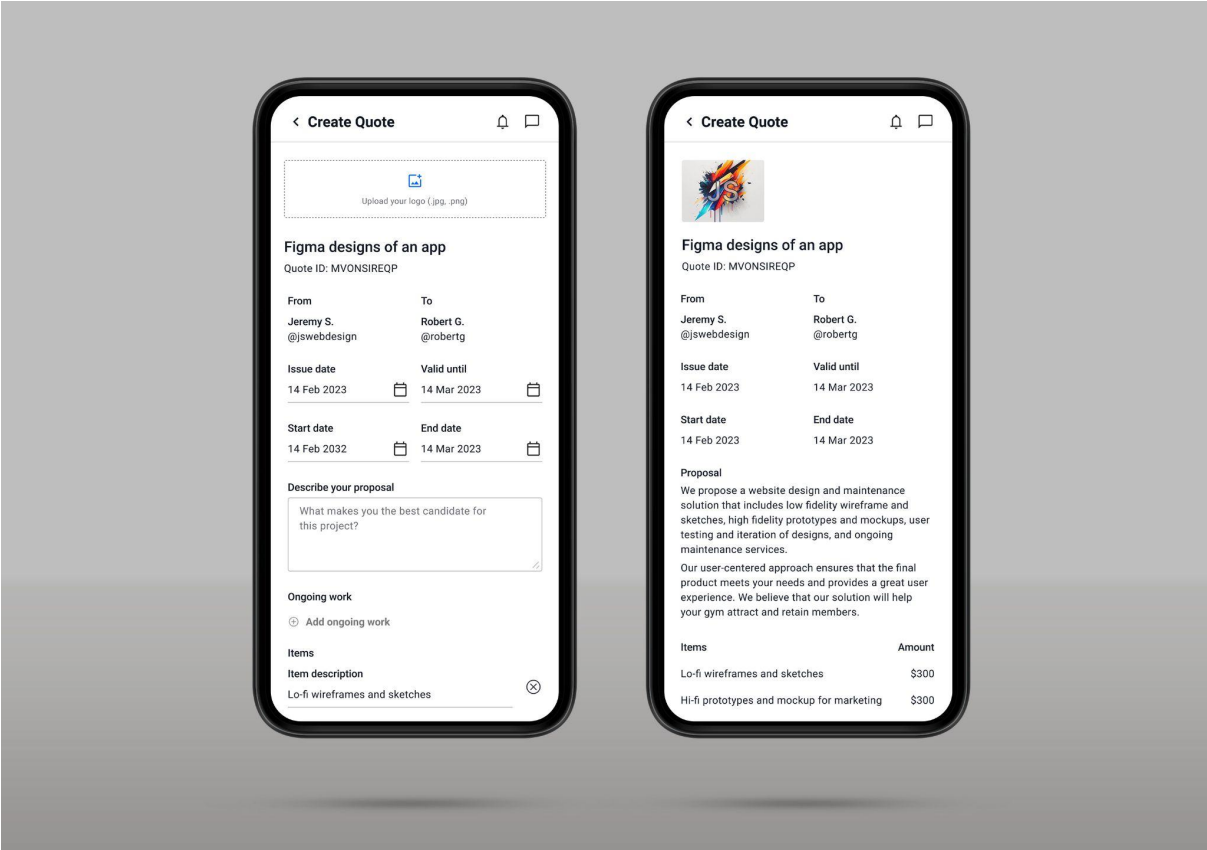 Create Quote
Upload your logo (.jpg, .png)
Figma designs of an app
Quote ID: MVONSIREQP
From To
Jeremy S. Robert G.
@jswebdesign @robertg
Issue date Valid until
14 Feb 2023 14 Mar 2023
Start date End date
14 Feb 2032 14 Mar 2023
Describe your proposal
What makes you the best candidate for
this project?
Ongoing work
Add ongoing work
Items
Item description
Lo-fi wireframes and sketches
Create Quote
JS
Figma designs of an app
Quote ID: MVONSIREQP
From To
Jeremy S. Robert G.
@jswebdesign @robertg
Issue date Valid until
14 Feb 2023 14 Mar 2023
Start date End date
14 Feb 2023 14 Mar 2023
Proposal
We propose a website design and maintenance
solution that includes low fidelity wireframe and
sketches, high fidelity prototypes and mockups, user
testing and iteration of designs, and ongoing
maintenance services.
Our user-centered approach ensures that the final
product meets your needs and provides a great user
experience. We believe that our solution will help
your gym attract and retain members.
Items Amount
Lo-fi wireframes and sketches $300
Hi-fi prototypes and mockup for marketing $300